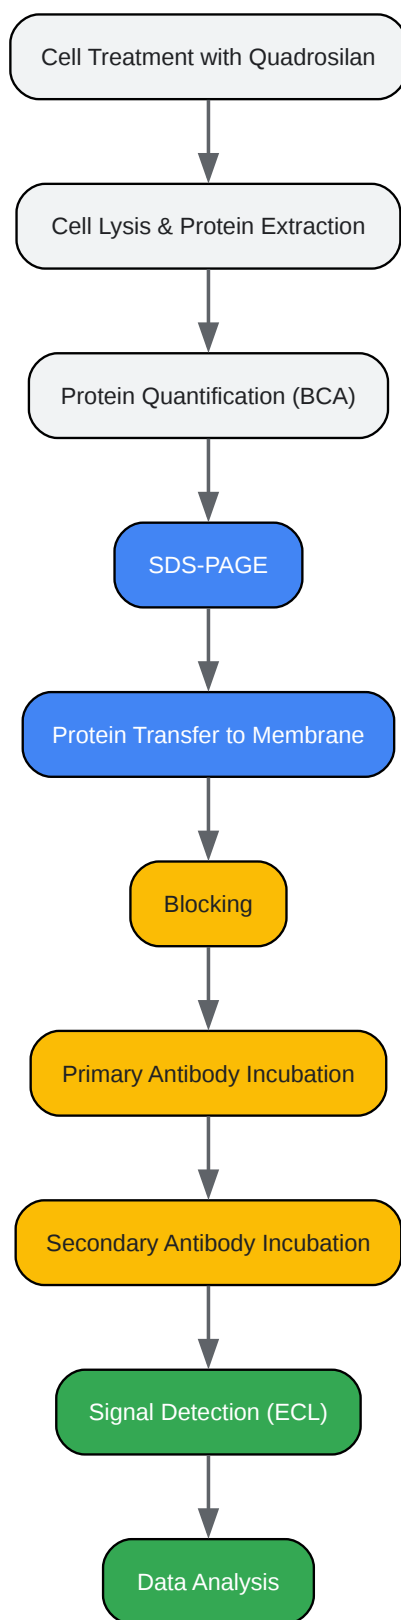 Cell Treatment with Quadrosilan
Cell Lysis & Protein Extraction
Protein Quantification (BCA)
SDS-PAGE
Protein Transfer to Membrane
Blocking
Primary Antibody Incubation
Secondary Antibody Incubation
Signal Detection (ECL)
Data Analysis